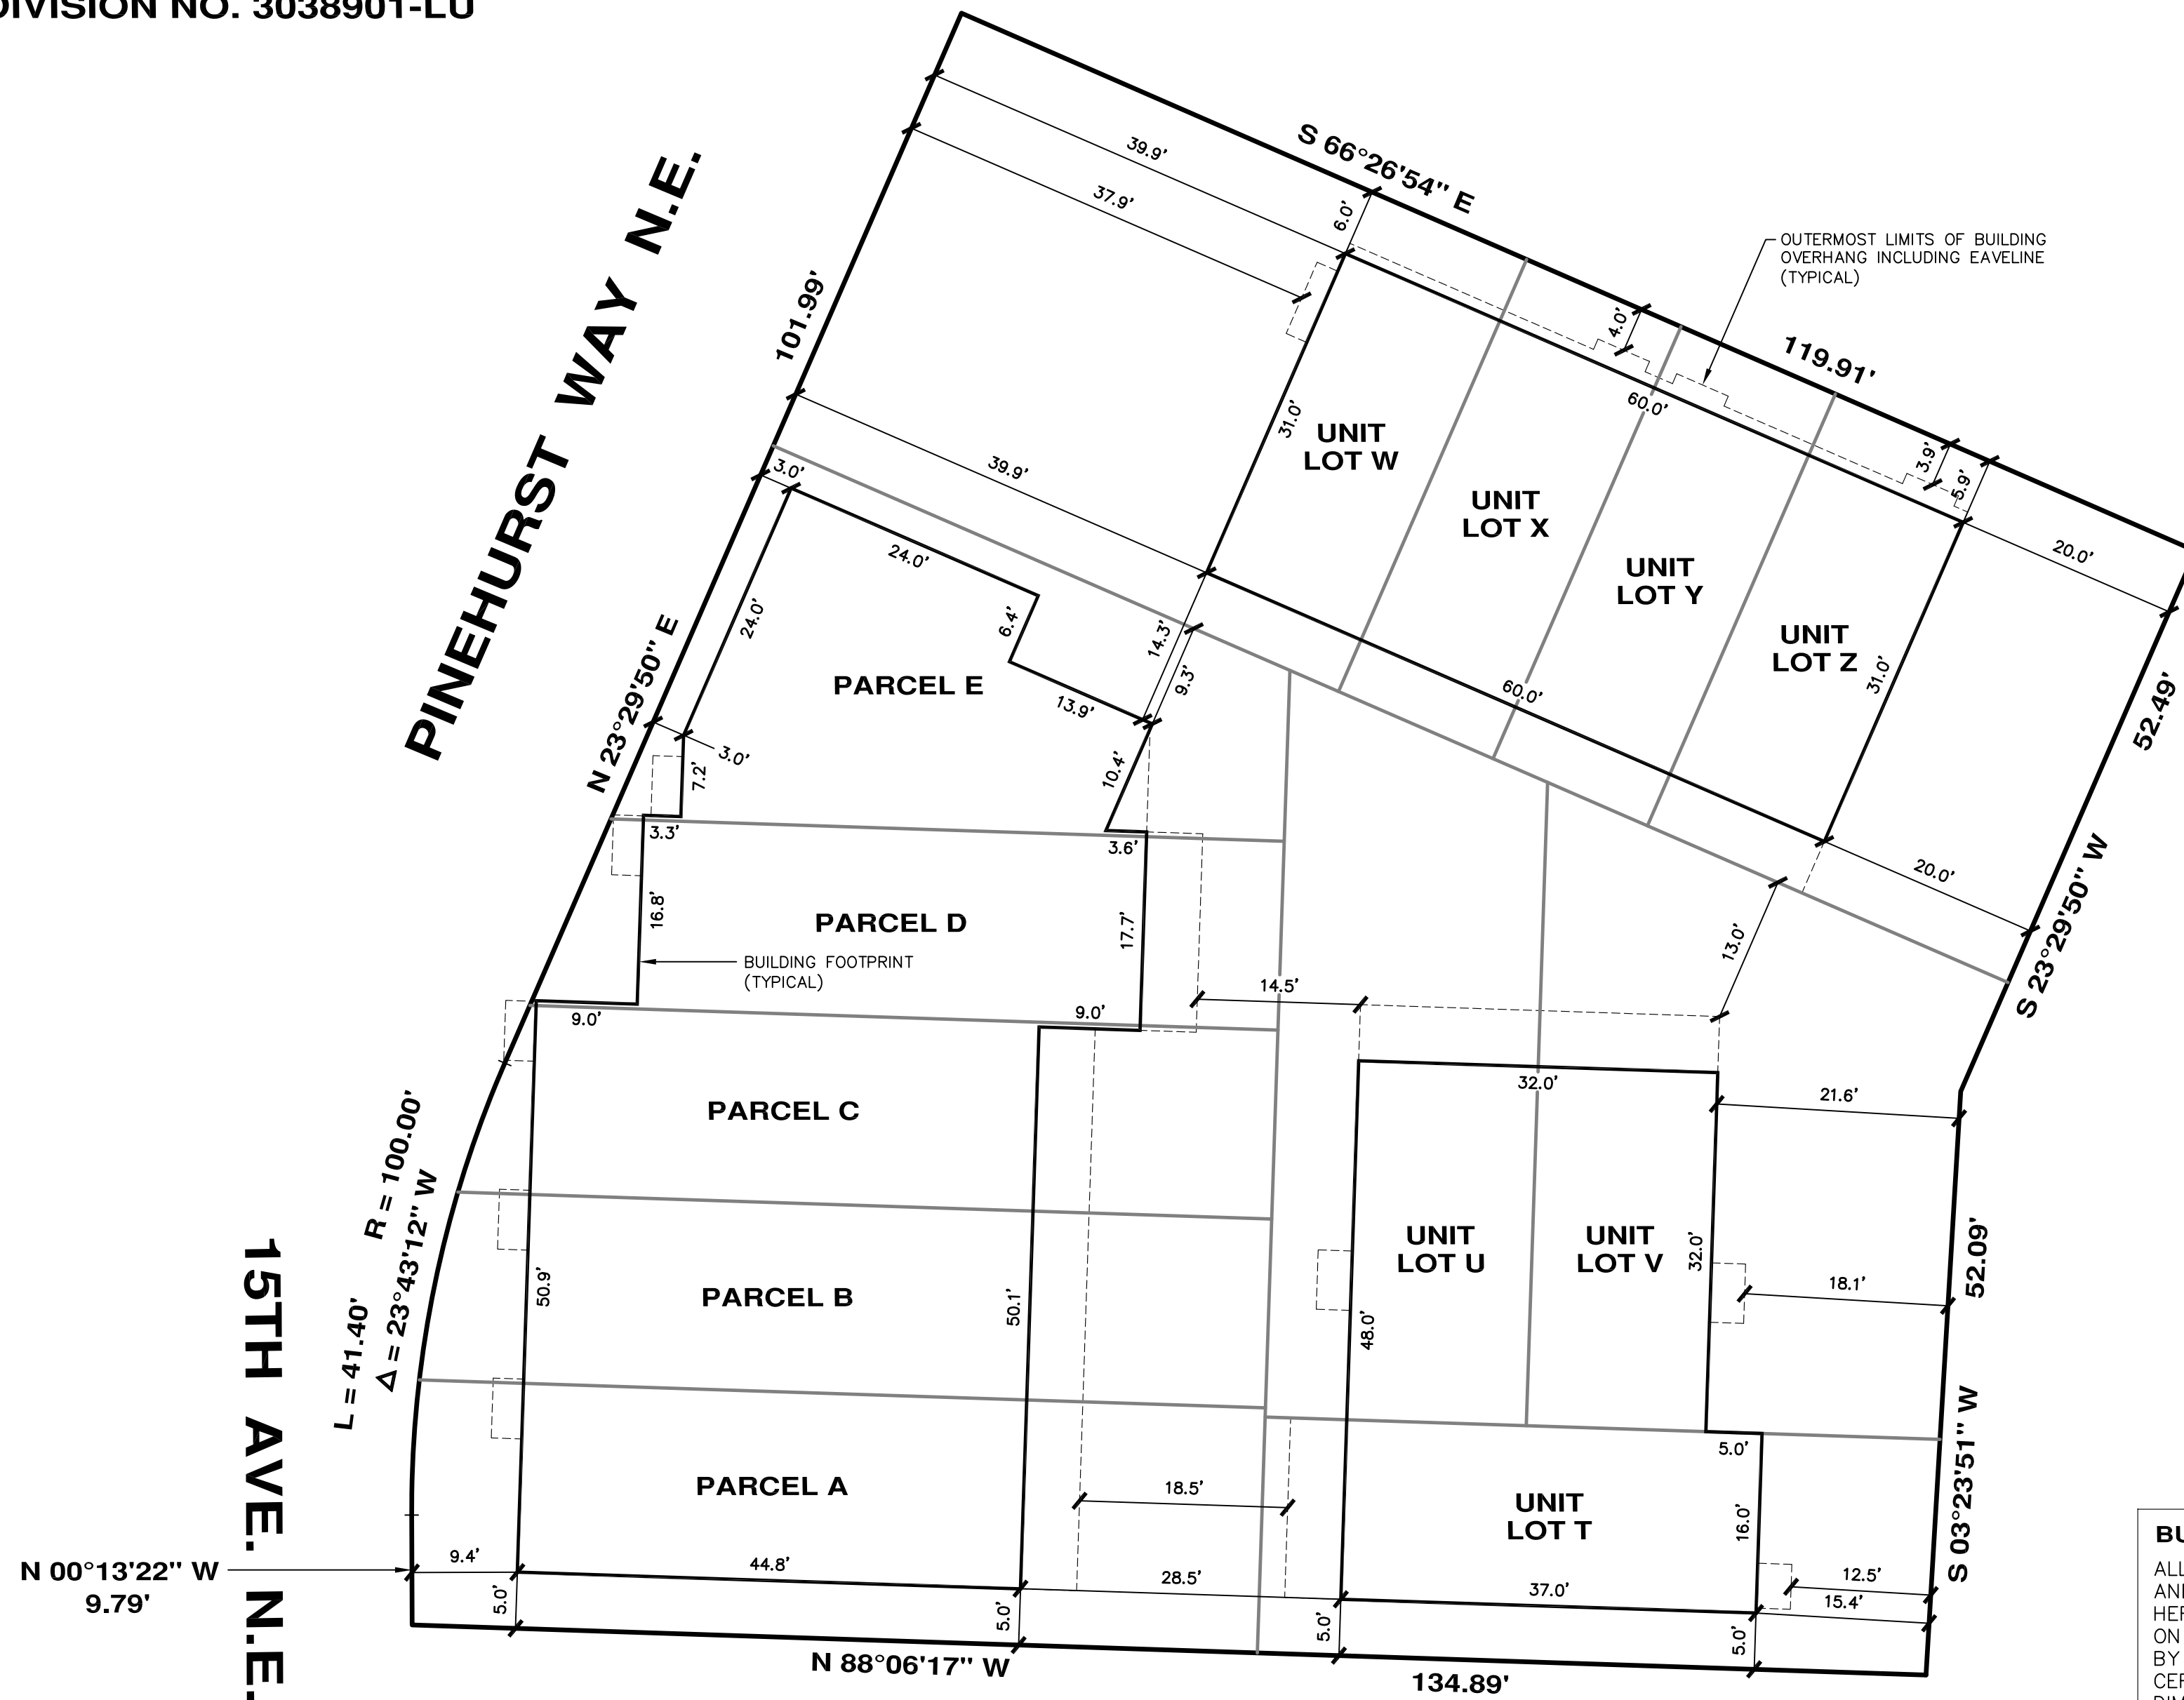 DIVISION NO. 3038901-LU
S 66°26'54" E
119.91'
39.9'
37.9'
6.0'
4.0'
OUTERMOST LIMITS OF BUILDING
OVERHANG INCLUDING EAVELINE
(TYPICAL)
PINEHURST WAY N.E.
101.99'
N 23°29'50" E
31.0'
60.0'
3.9'
5.9'
20.0'
UNIT
LOT W
UNIT
LOT X
UNIT
LOT Y
UNIT
LOT Z
39.9'
3.0'
24.0'
24.0'
6.4'
14.3'
9.3'
13.9'
60.0'
31.0'
52.49'
S 23°29'50" W
20.0'
PARCEL E
3.0'
7.2'
10.4'
3.3'
3.6'
16.8'
PARCEL D
17.7'
BUILDING FOOTPRINT
(TYPICAL)
13.0'
14.5'
9.0'
9.0'
32.0'
21.6'
PARCEL C
R = 100.00'
Δ = 23°43'12" W
L = 41.40'
15TH AVE. N.E.
50.9'
PARCEL B
50.1'
UNIT
LOT U
UNIT
LOT V
48.0'
32.0'
18.1'
52.09'
S 03°23'51" W
PARCEL A
18.5'
UNIT
LOT T
5.0'
16.0'
N 00°13'22" W
9.79'
9.4'
44.8'
28.5'
37.0'
12.5'
15.4'
5.0'
5.0'
5.0'
5.0'
N 88°06'17" W
134.89'
BU
ALL
AN
HE
ON
BY
CE